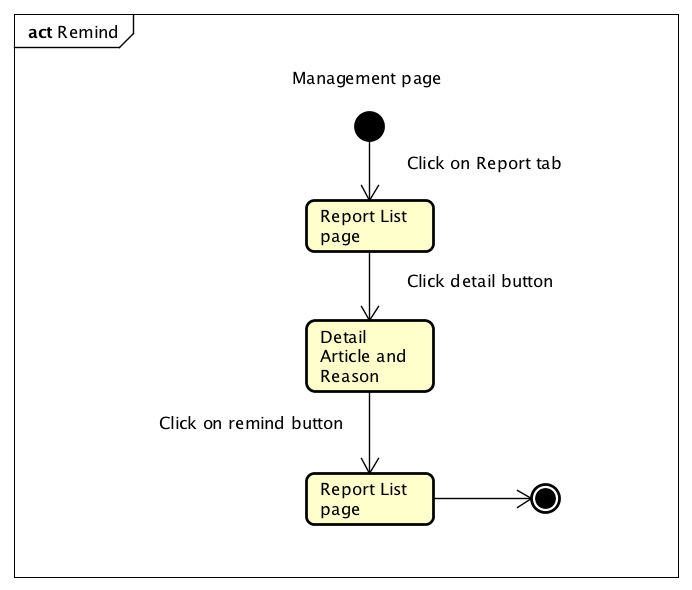 act Remind
Management page
Click on Report tab
Report List
page
Click detail button
Detail
Article and
Reason
Click on remind button
Report List
page